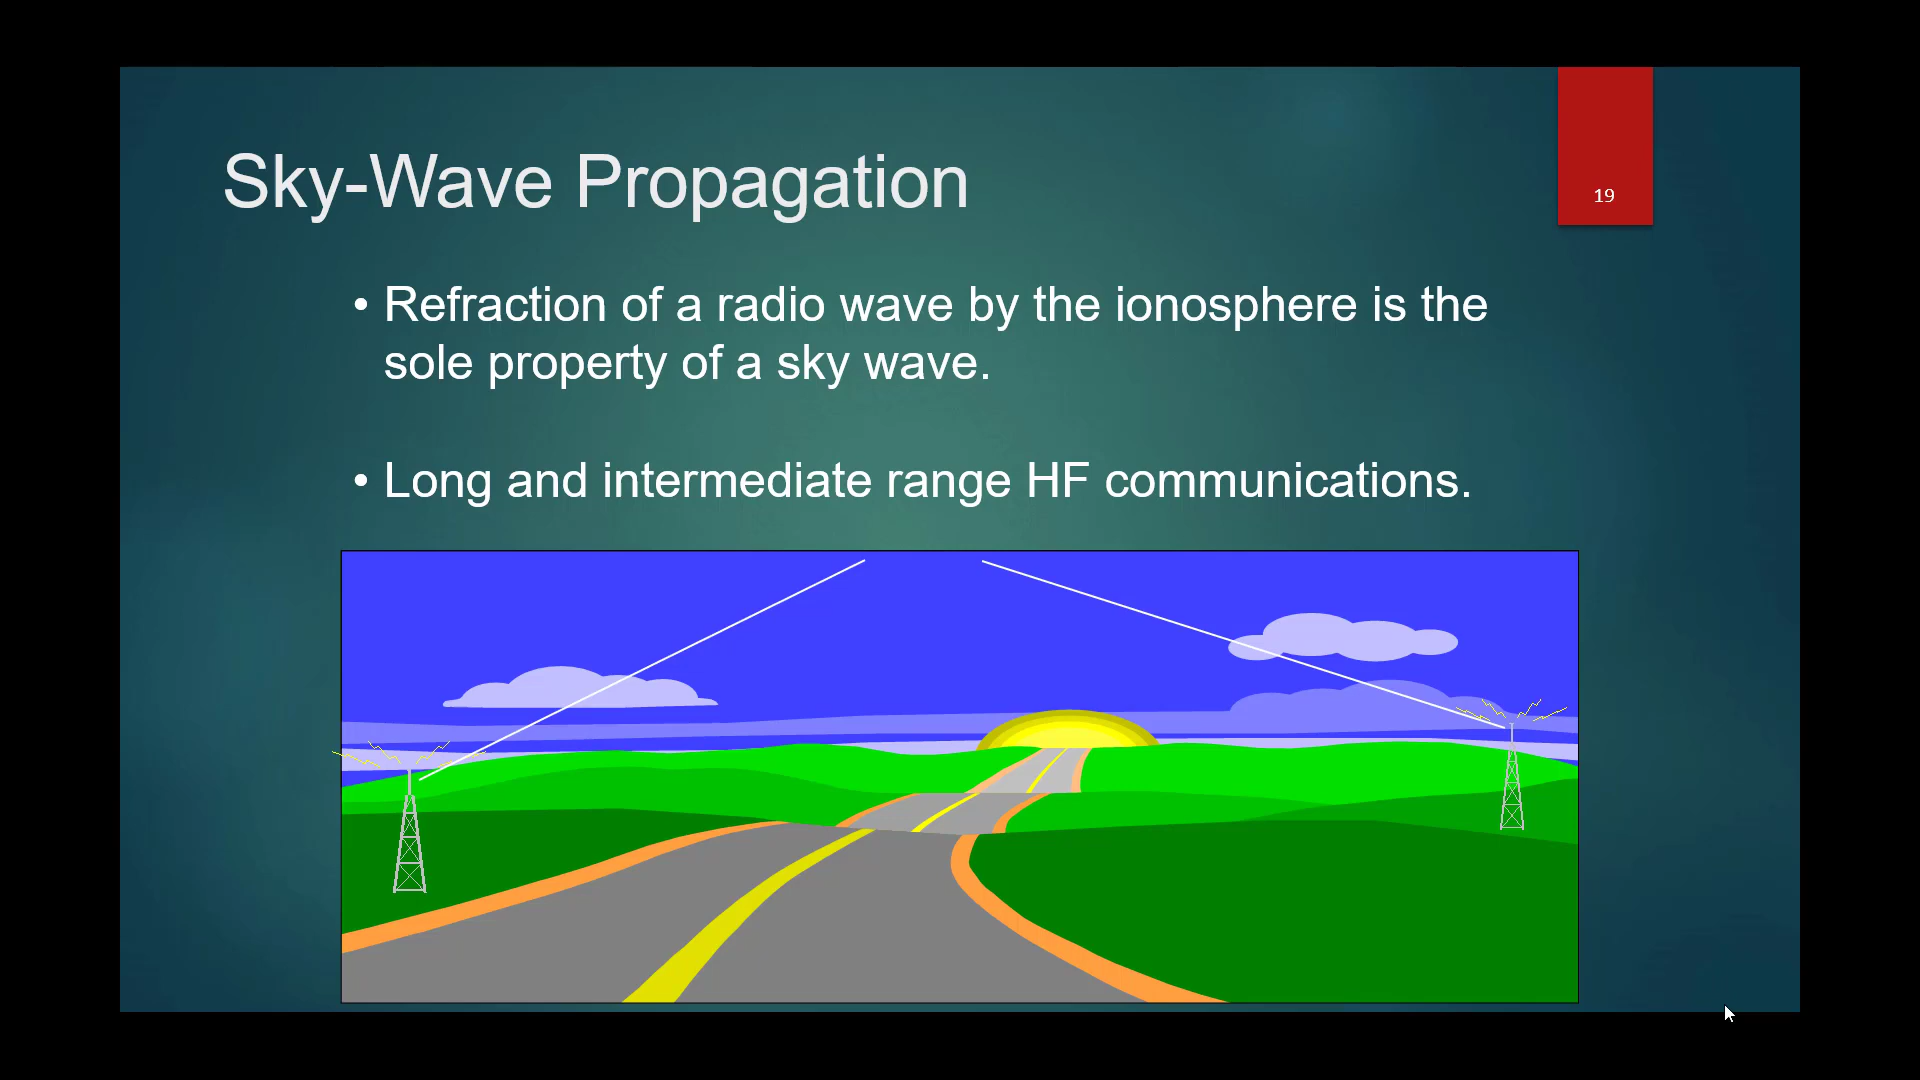 Sky-Wave Propagation
19
• Refraction of a radio wave by the ionosphere is the
sole property of a sky wave.
• Long and intermediate range HF communications.